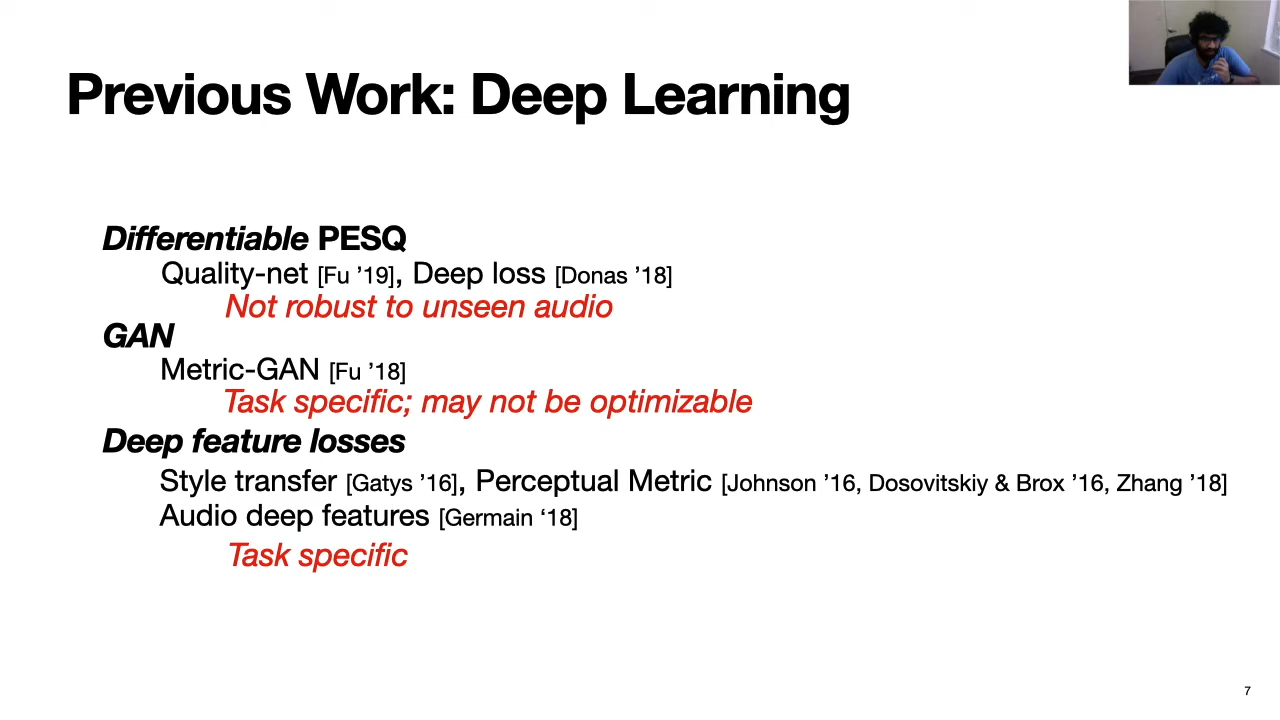 Previous Work: Deep Learning
Differentiable PESQ
Quality-net [Fu ’19], Deep loss [Donas ’18]
Not robust to unseen audio
GAN
Metric-GAN [Fu ’18]
Task specific; may not be optimizable
Deep feature losses
Style transfer [Gatys ’16], Perceptual Metric [Johnson ’16, Dosovitskiy & Brox ’16, Zhang ’18]
Audio deep features [Germain ‘18]
Task specific
7